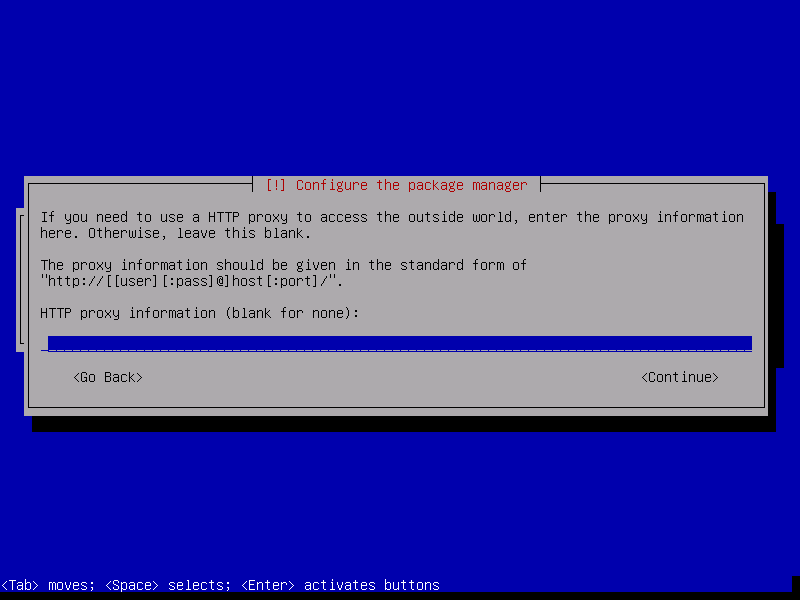 [!] Configure the package manager
If you need to use a HTTP proxy to access the outside world, enter the proxy information
here. Otherwise, leave this blank.
The proxy information should be given in the standard form of
"http://[[user][:pass]@]host[:port]/".
HTTP proxy information (blank for none):
<Go Back> <Continue>
<Tab> moves; <Space> selects; <Enter> activates buttons